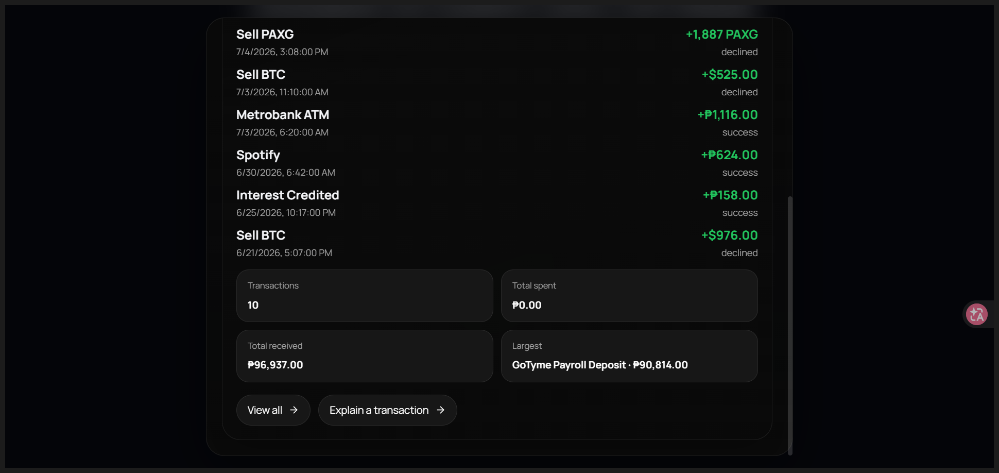 Sell PAXG
+1,887 PAXG
7/4/2026, 3:08:00 PM
declined
Sell BTC
+$525.00
7/3/2026, 11:10:00 AM
declined
Metrobank ATM
+₱1,116.00
7/3/2026, 6:20:00 AM
success
Spotify
+₱624.00
6/30/2026, 6:42:00 AM
success
Interest Credited
+₱158.00
6/25/2026, 10:17:00 PM
success
Sell BTC
+$976.00
6/21/2026, 5:07:00 PM
declined
Transactions
10
Total spent
₱0.00
Total received
₱96,937.00
Largest
GoTyme Payroll Deposit · ₱90,814.00
View all →
Explain a transaction →